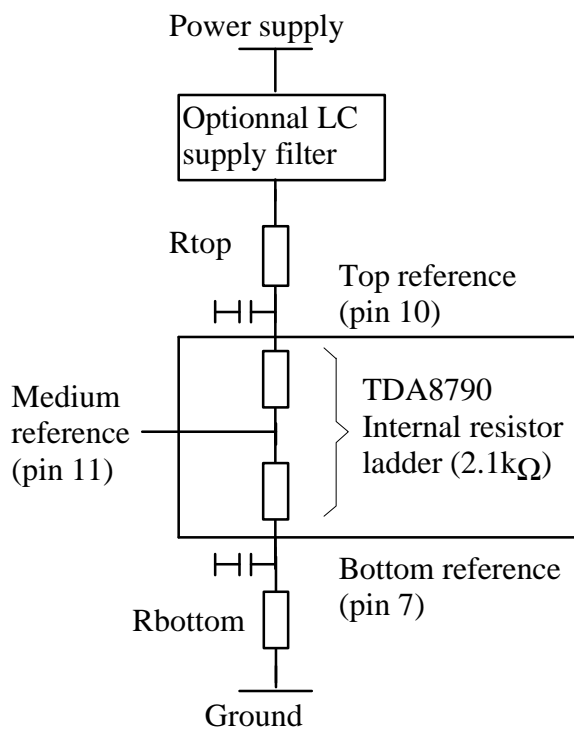 Power supply
Optionnal LC
supply filter
Rtop
Top reference
(pin 10)
Medium
reference
(pin 11)
TDA8790
Internal resistor
ladder (2.1kΩ)
Bottom reference
(pin 7)
Rbottom
Ground